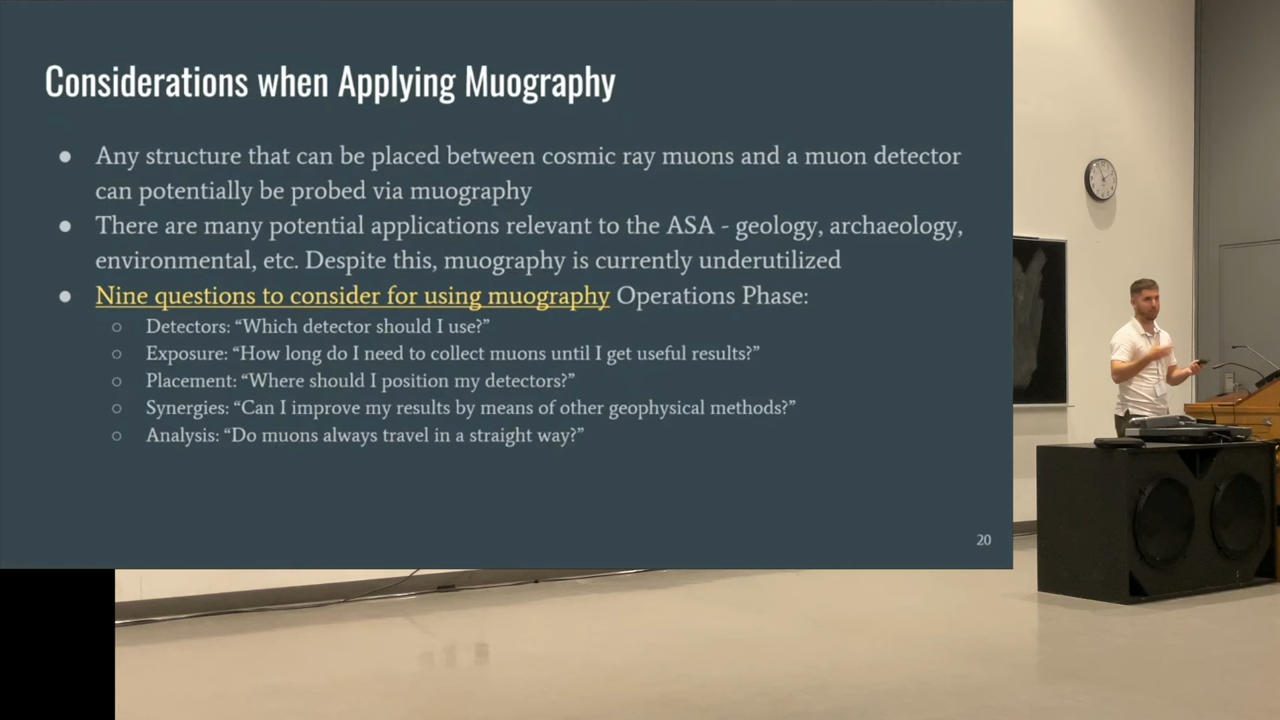 Considerations when Applying Muography
● Any structure that can be placed between cosmic ray muons and a muon detector
can potentially be probed via muography
● There are many potential applications relevant to the ASA - geology, archaeology,
environmental, etc. Despite this, muography is currently underutilized
● Nine questions to consider for using muography Operations Phase:
○ Detectors: “Which detector should I use?”
○ Exposure: “How long do I need to collect muons until I get useful results?”
○ Placement: “Where should I position my detectors?”
○ Synergies: “Can I improve my results by means of other geophysical methods?”
○ Analysis: “Do muons always travel in a straight way?”
20